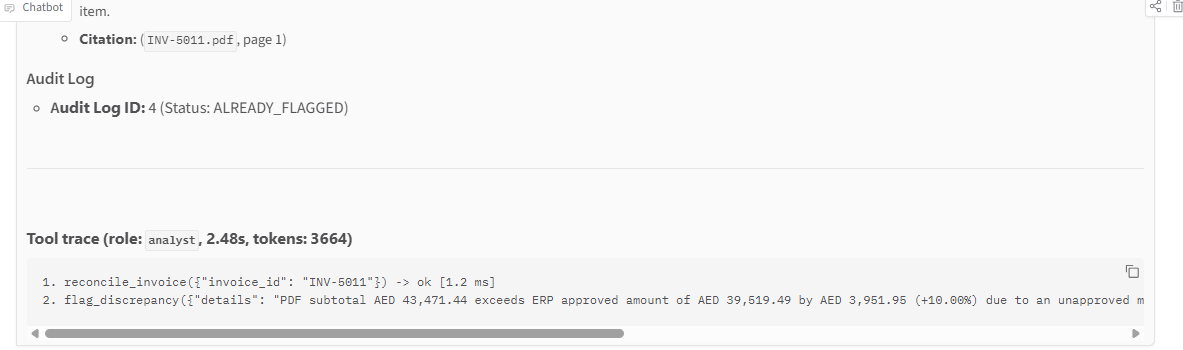 Chatbot
item.
Citation: (INV-5011.pdf, page 1)
Audit Log
Audit Log ID: 4 (Status: ALREADY_FLAGGED)
Tool trace (role: analyst, 2.48s, tokens: 3664)
1. reconcile_invoice({"invoice_id": "INV-5011"}) -> ok [1.2 ms]
2. flag_discrepancy({"details": "PDF subtotal AED 43,471.44 exceeds ERP approved amount of AED 39,519.49 by AED 3,951.95 (+10.00%) due to an unapproved m